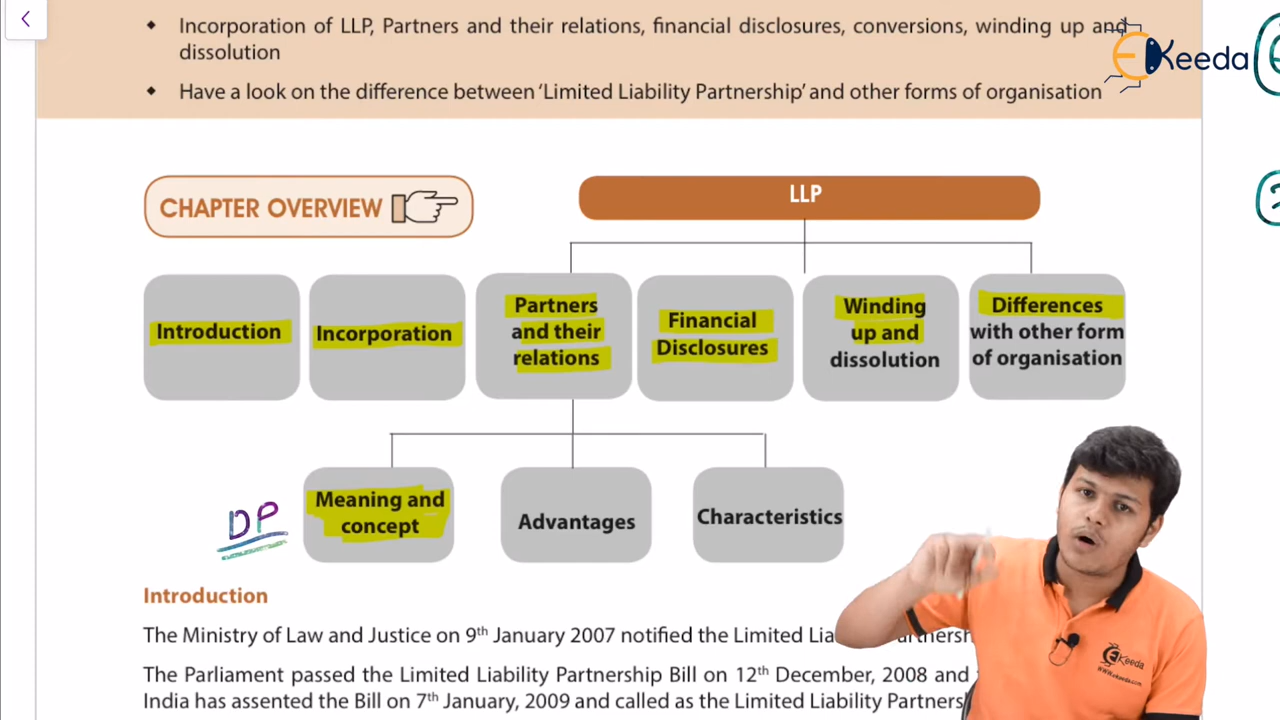 Incorporation of LLP, Partners and their relations, financial disclosures, conversions, winding up and
dissolution
Have a look on the difference between ‘Limited Liability Partnership’ and other forms of organisation
Keeda
CHAPTER OVERVIEW
LLP
Introduction
Incorporation
Partners
and their
relations
Financial
Disclosures
Winding
up and
dissolution
Differences
with other form
of organisation
DP
Meaning and
concept
Advantages
Characteristics
Introduction
The Ministry of Law and Justice on 9th January 2007 notified the Limited
The Parliament passed the Limited Liability Partnership Bill on 12th December, 2008 and
India has assented the Bill on 7th January, 2009 and called as the Limited Liability
Keeda
www.ekeeda.com